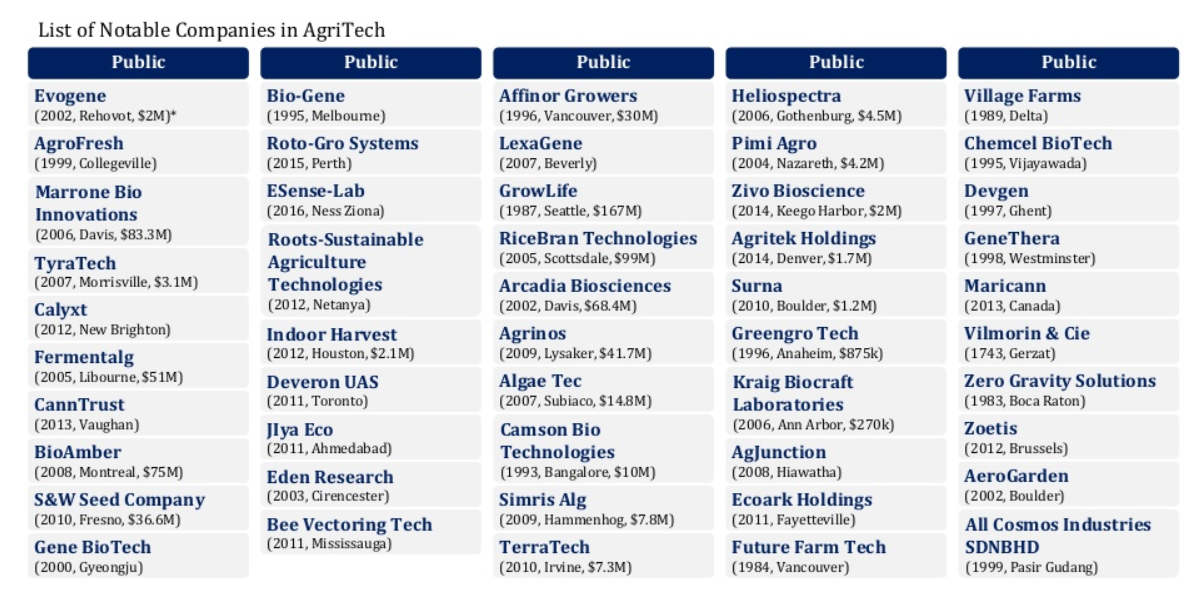 List of Notable Companies in AgriTech
Public
Evogene
(2002, Rehovot, $2M)*
AgroFresh
(1999, Collegeville)
Marrone Bio
Innovations
(2006, Davis, $83.3M)
TyraTech
(2007, Morrisville, $3.1M)
Calyxt
(2012, New Brighton)
Fermentalg
(2005, Libourne, $51M)
CannTrust
(2013, Vaughan)
BioAmber
(2008, Montreal, $75M)
S&W Seed Company
(2010, Fresno, $36.6M)
Gene BioTech
(2000, Gyeongju)
Public
Bio-Gene
(1995, Melbourne)
Roto-Gro Systems
(2015, Perth)
ESense-Lab
(2016, Ness Ziona)
Roots-Sustainable
Agriculture
Technologies
(2012, Netanya)
Indoor Harvest
(2012, Houston, $2.1M)
Deveron UAS
(2011, Toronto)
JIya Eco
(2011, Ahmedabad)
Eden Research
(2003, Cirencester)
Bee Vectoring Tech
(2011, Mississauga)
Public
Affinor Growers
(1996, Vancouver, $30M)
LexaGene
(2007, Beverly)
GrowLife
(1987, Seattle, $167M)
RiceBran Technologies
(2005, Scottsdale, $99M)
Arcadia Biosciences
(2002, Davis, $68.4M)
Agrinos
(2009, Lysaker, $41.7M)
Algae Tec
(2007, Subiaco, $14.8M)
Camson Bio
Technologies
(1993, Bangalore, $10M)
Simris Alg
(2009, Hammenhog, $7.8M)
TerraTech
(2010, Irvine, $7.3M)
Public
Heliospectra
(2006, Gothenburg, $4.5M)
Pimi Agro
(2004, Nazareth, $4.2M)
Zivo Bioscience
(2014, Keego Harbor, $2M)
Agritek Holdings
(2014, Denver, $1.7M)
Surna
(2010, Boulder, $1.2M)
Greengro Tech
(1996, Anaheim, $875k)
Kraig Biocraft
Laboratories
(2006, Ann Arbor, $270k)
AgJunction
(2008, Hiawatha)
Ecoark Holdings
(2011, Fayetteville)
Future Farm Tech
(1984, Vancouver)
Public
Village Farms
(1989, Delta)
Chemcel BioTech
(1995, Vijayawada)
Devgen
(1997, Ghent)
GeneThera
(1998, Westminster)
Maricann
(2013, Canada)
Vilmorin & Cie
(1743, Gerzat)
Zero Gravity Solutions
(1983, Boca Raton)
Zoetis
(2012, Brussels)
AeroGarden
(2002, Boulder)
All Cosmos Industries
SDNBHD
(1999, Pasir Gudang)